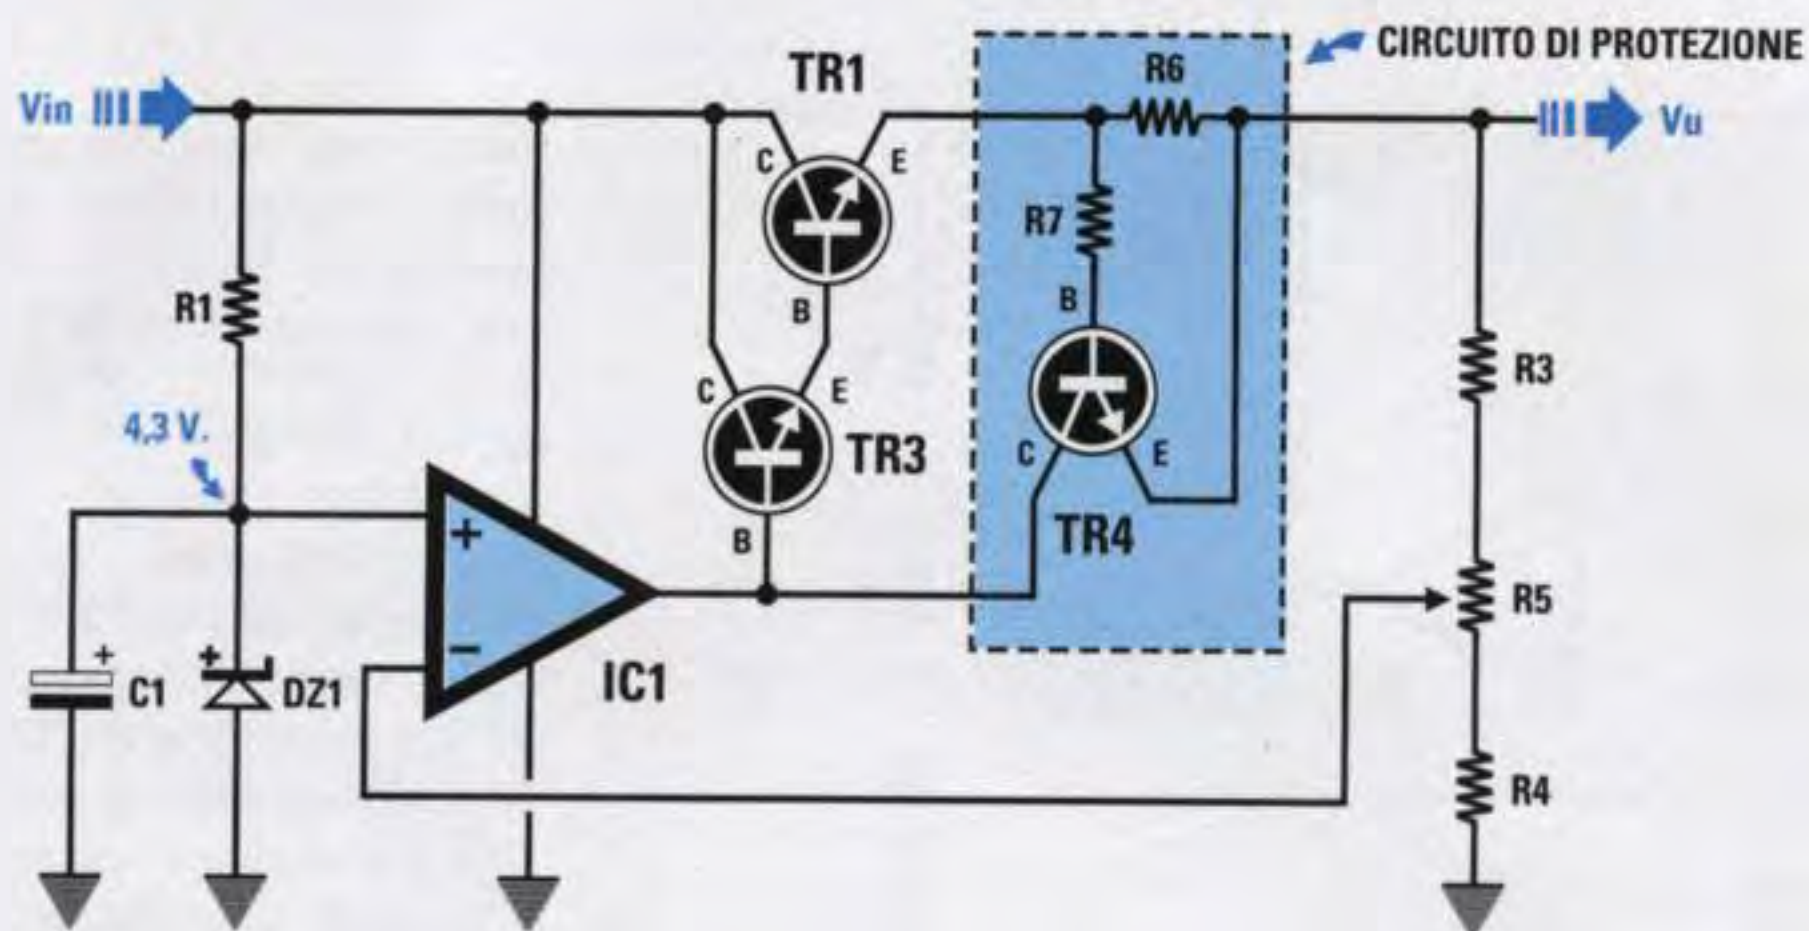 CIRCUITO DI PROTEZIONE
TR1
R6
Vin
Vu
C
E
R7
R1
B
B
R3
C
E
4,3 V.
TR3
C
E
R5
+
B
TR4
-
+
C1
+
DZ1
IC1
R4